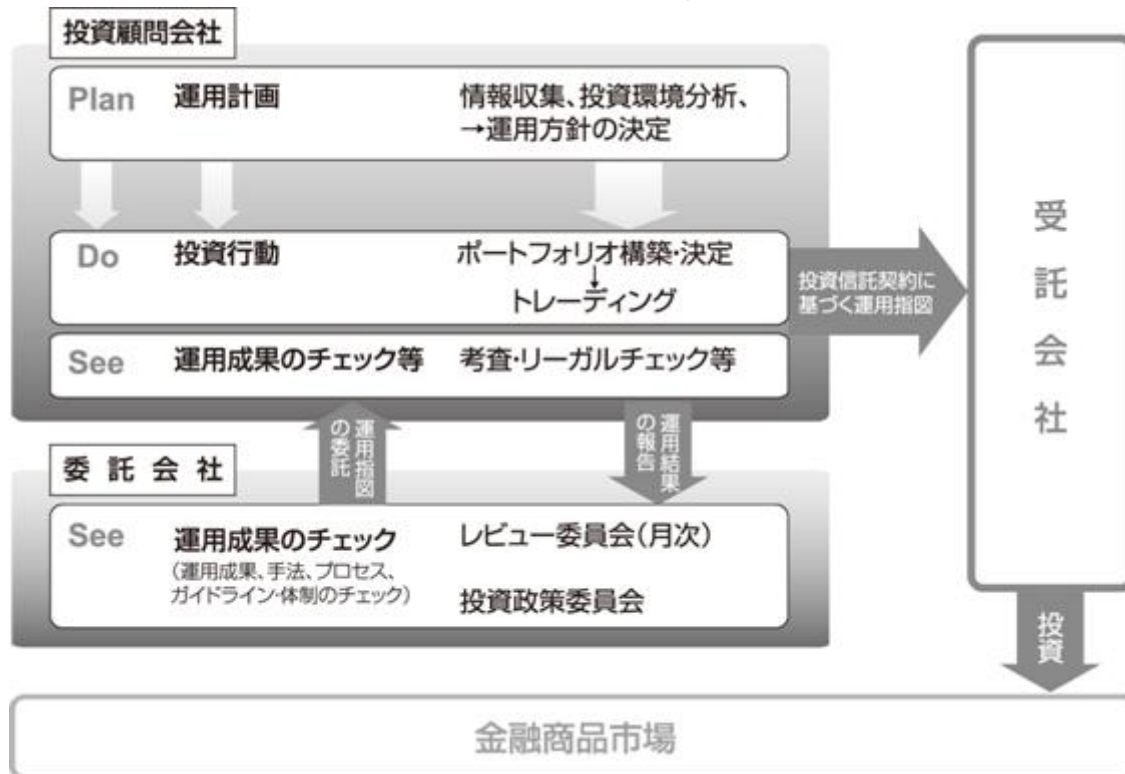 投資顧問会社
Plan 運用計画 情報収集、投資環境分析、
→運用方針の決定
Do 投資行動 ポートフォリオ構築・決定
↓
トレーディング
投資信託契約に
基づく運用指図
See 運用成果のチェック等 考査・リーガルチェック等
運用指図
の委託
運用結果
の報告
委託会社
See 運用成果のチェック レビュー委員会(月次)
(運用成果、手法、プロセス、
ガイドライン・体制のチェック)
投資政策委員会
受託会社
投資
金融商品市場